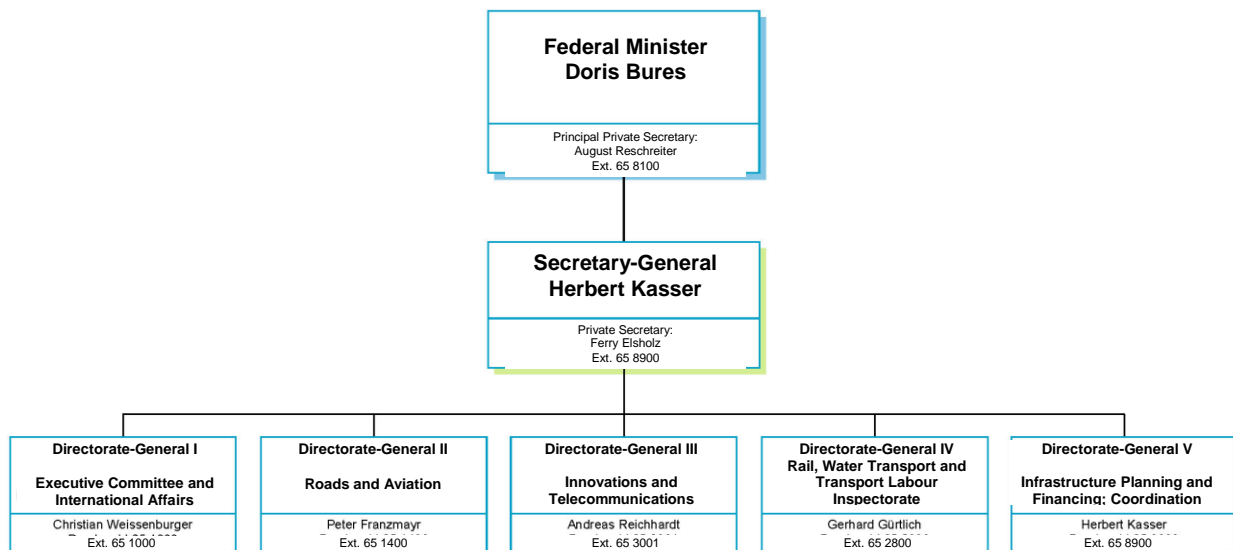 Federal Minister
Doris Bures
Principal Private Secretary:
August Reschreiter
Ext. 65 8100
Secretary-General
Herbert Kasser
Private Secretary:
Ferry Elsholz
Ext. 65 8900
Directorate-General I
Executive Committee and
International Affairs
Christian Weissenburger
Ext. 65 1000
Directorate-General II
Roads and Aviation
Peter Franzmayr
Ext. 65 1400
Directorate-General III
Innovations and
Telecommunications
Andreas Reichhardt
Ext. 65 3001
Directorate-General IV
Rail, Water Transport and
Transport Labour
Inspectorate
Gerhard Gürtlich
Ext. 65 2800
Directorate-General V
Infrastructure Planning and
Financing; Coordination
Herbert Kasser
Ext. 65 8900